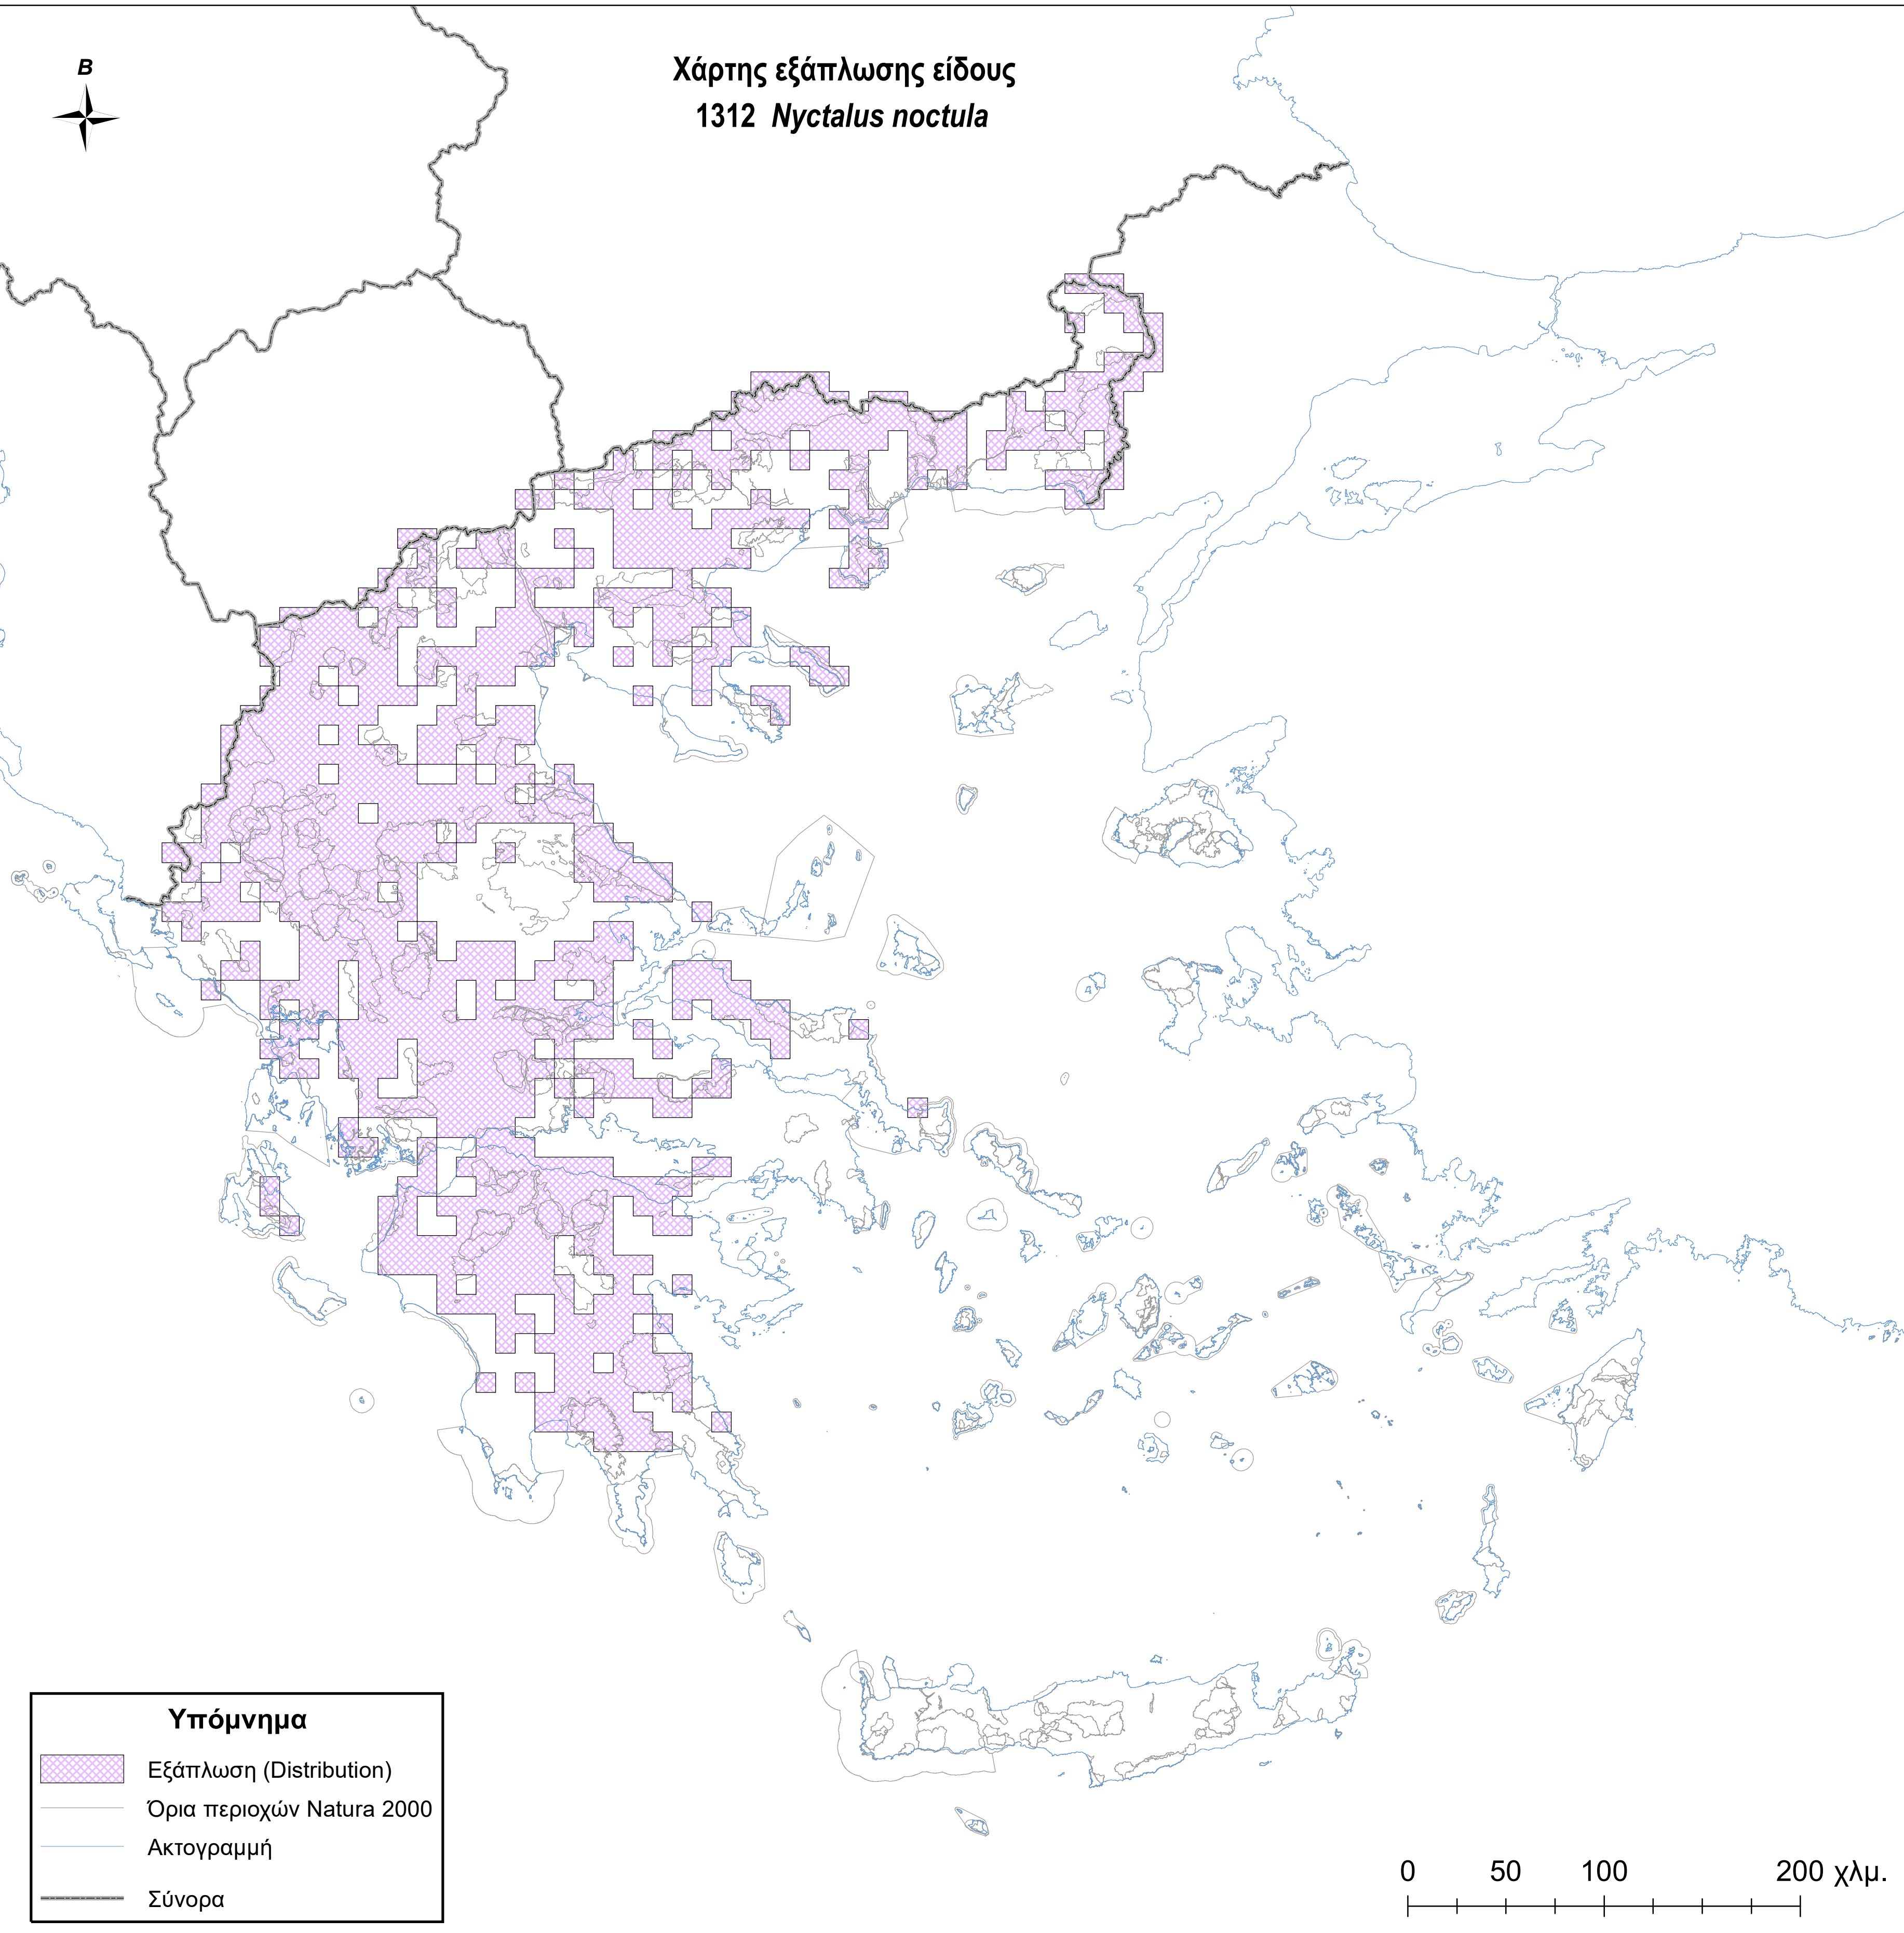 B
Χάρτης εξάπλωσης είδους
1312 Nyctalus noctula
Υπόμνημα
Εξάπλωση (Distribution)
Όρια περιοχών Natura 2000
Ακτογραμμή
Σύνορα
0 50 100 200 χλμ.